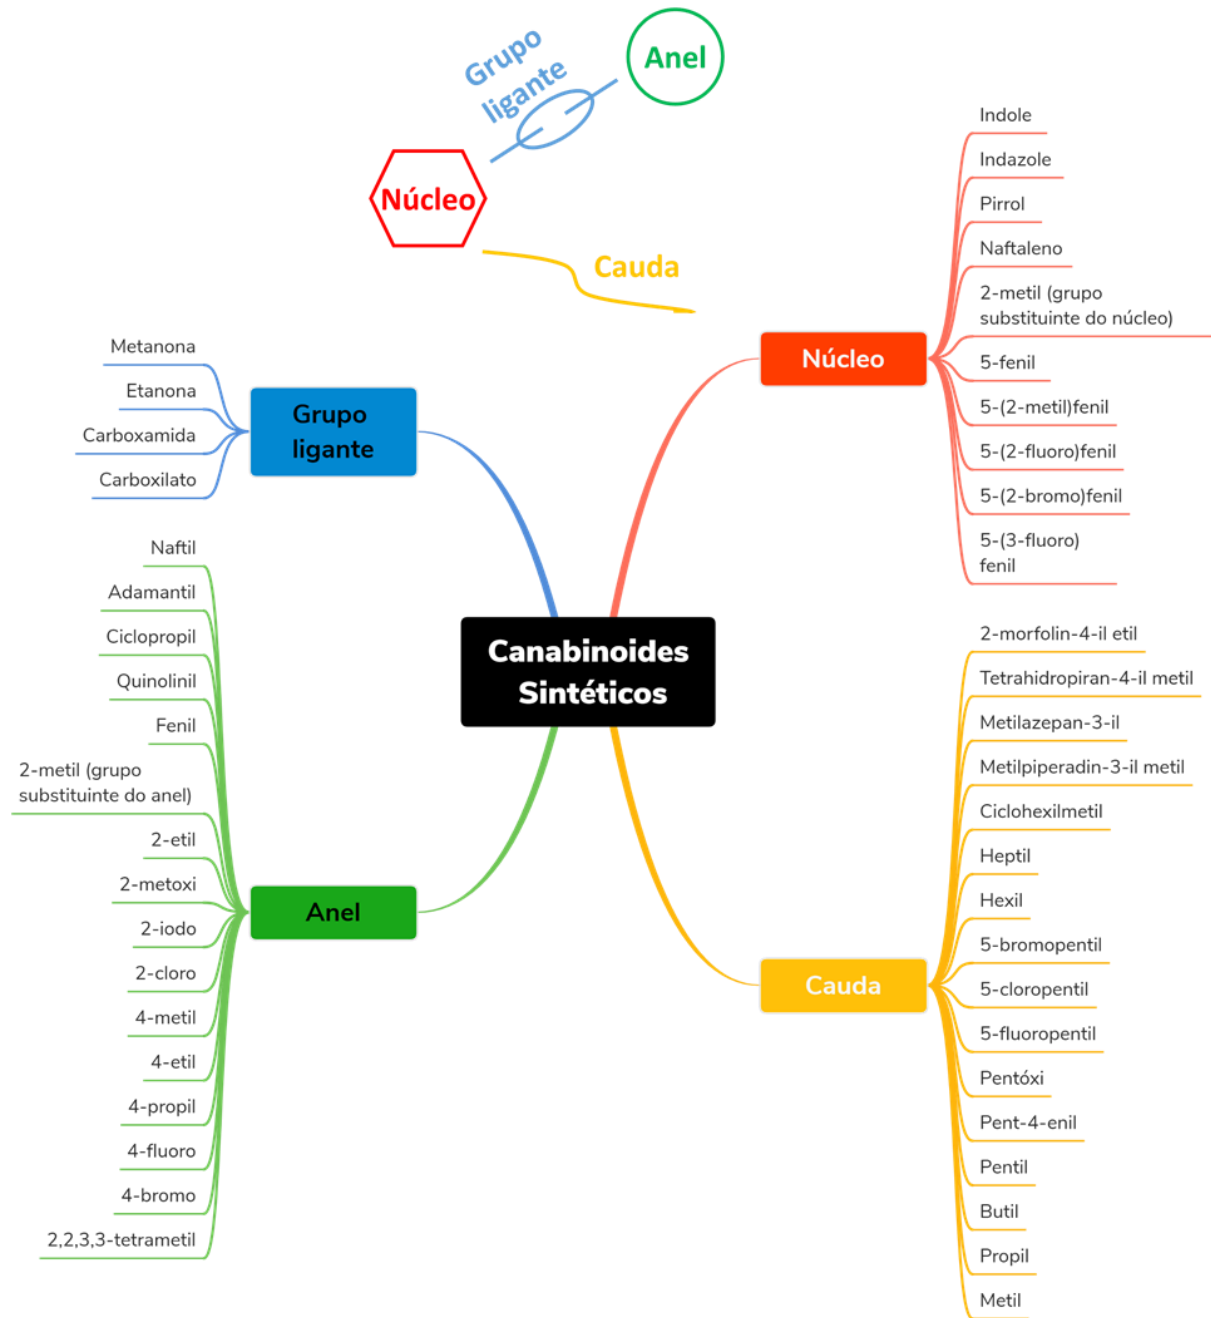 Grupo
ligante
Anel
Núcleo
Cauda
Indole
Indazole
Pirrol
Naftaleno
2-metil (grupo
substituinte do núcleo)
5-fenil
5-(2-metil)fenil
5-(2-fluoro)fenil
5-(2-bromo)fenil
5-(3-fluoro)
fenil
Núcleo
Metanona
Etanona
Carboxamida
Carboxilato
Grupo
ligante
Canabinoides
Sintéticos
Naftil
Adamantil
Ciclopropil
Quinolinil
Fenil
2-metil (grupo
substituinte do anel)
2-etil
2-metoxi
2-iodo
2-cloro
4-metil
4-etil
4-propil
4-fluoro
4-bromo
2,2,3,3-tetrametil
Anel
2-morfolin-4-il etil
Tetrahidropiran-4-il metil
Metilazepan-3-il
Metilpiperadin-3-il metil
Ciclohexilmetil
Heptil
Hexil
5-bromopentil
5-cloropentil
5-fluoropentil
Pentóxi
Pent-4-enil
Pentil
Butil
Propil
Metil
Cauda